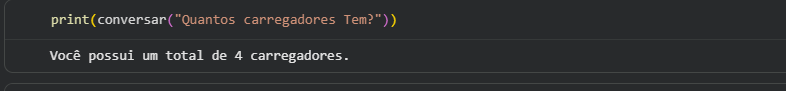 print(conversar("Quantos carregadores Tem?"))
Você possui um total de 4 carregadores.